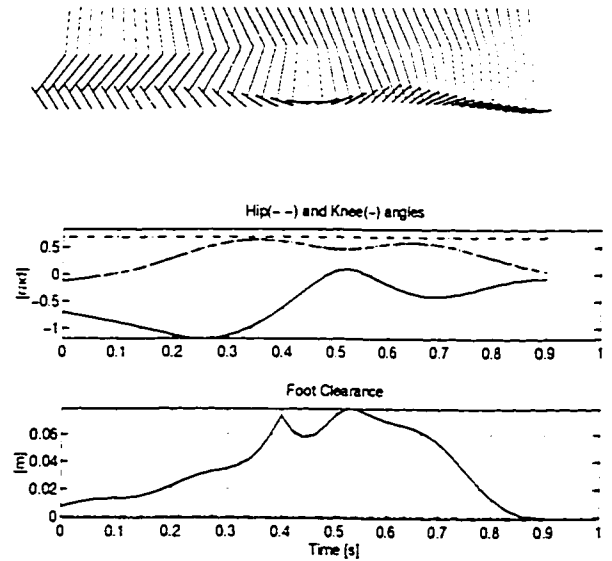 Hip(- -) and Knee(-) angles
[rad]
0.5
0
-0.5
-1
0 0.1 0.2 0.3 0.4 0.5 0.6 0.7 0.8 0.9 1
Foot Clearance
[m]
0.06
0.04
0.02
0
0 0.1 0.2 0.3 0.4 0.5 0.6 0.7 0.8 0.9 1
Time [s]